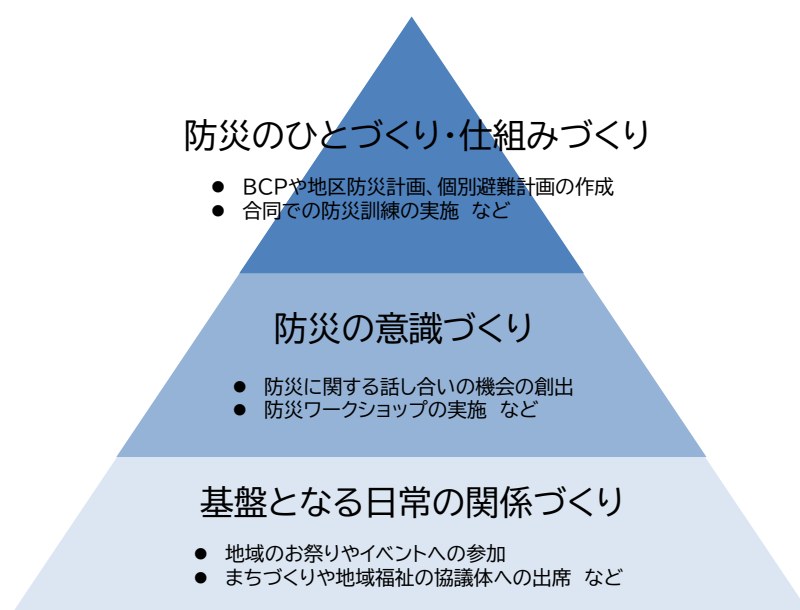 防災のひとづくり・仕組みづくり
● BCPや地区防災計画、個別避難計画の作成
● 合同での防災訓練の実施 など
防災の意識づくり
● 防災に関する話し合いの機会の創出
● 防災ワークショップの実施 など
基盤となる日常の関係づくり
● 地域のお祭りやイベントへの参加
● まちづくりや地域福祉の協議体への出席 など